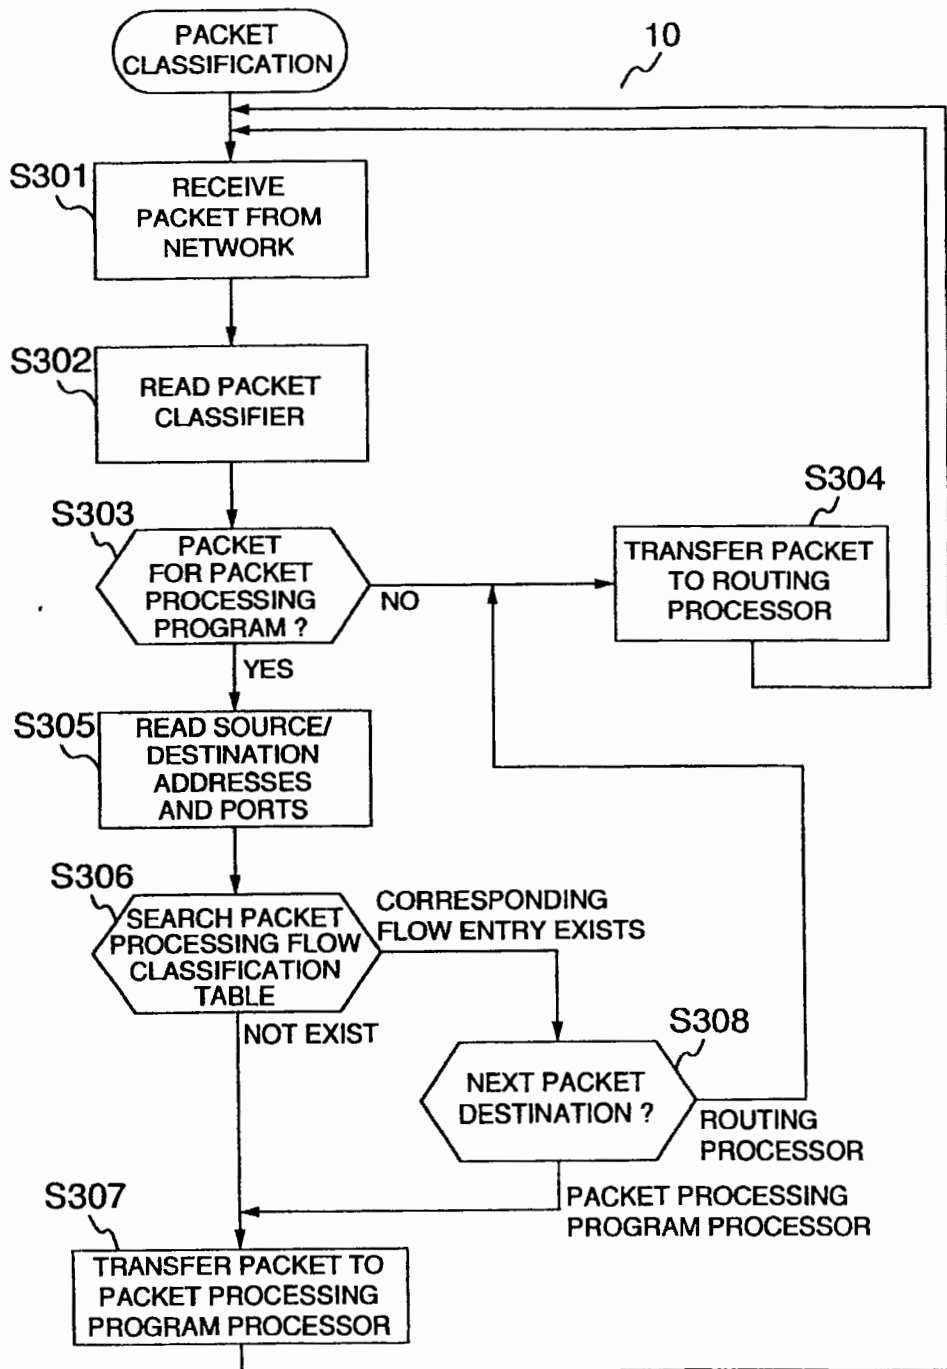 PACKET
CLASSIFICATION
10
S301
RECEIVE
PACKET FROM
NETWORK
S302
READ PACKET
CLASSIFIER
S303
PACKET
FOR PACKET
PROCESSING
PROGRAM ?
NO
YES
S304
TRANSFER PACKET
TO ROUTING
PROCESSOR
S305
READ SOURCE/
DESTINATION
ADDRESSES
AND PORTS
S306
SEARCH PACKET
PROCESSING FLOW
CLASSIFICATION
TABLE
CORRESPONDING
FLOW ENTRY EXISTS
NOT EXIST
S308
NEXT PACKET
DESTINATION ?
ROUTING
PROCESSOR
PACKET PROCESSING
PROGRAM PROCESSOR
S307
TRANSFER PACKET TO
PACKET PROCESSING
PROGRAM PROCESSOR